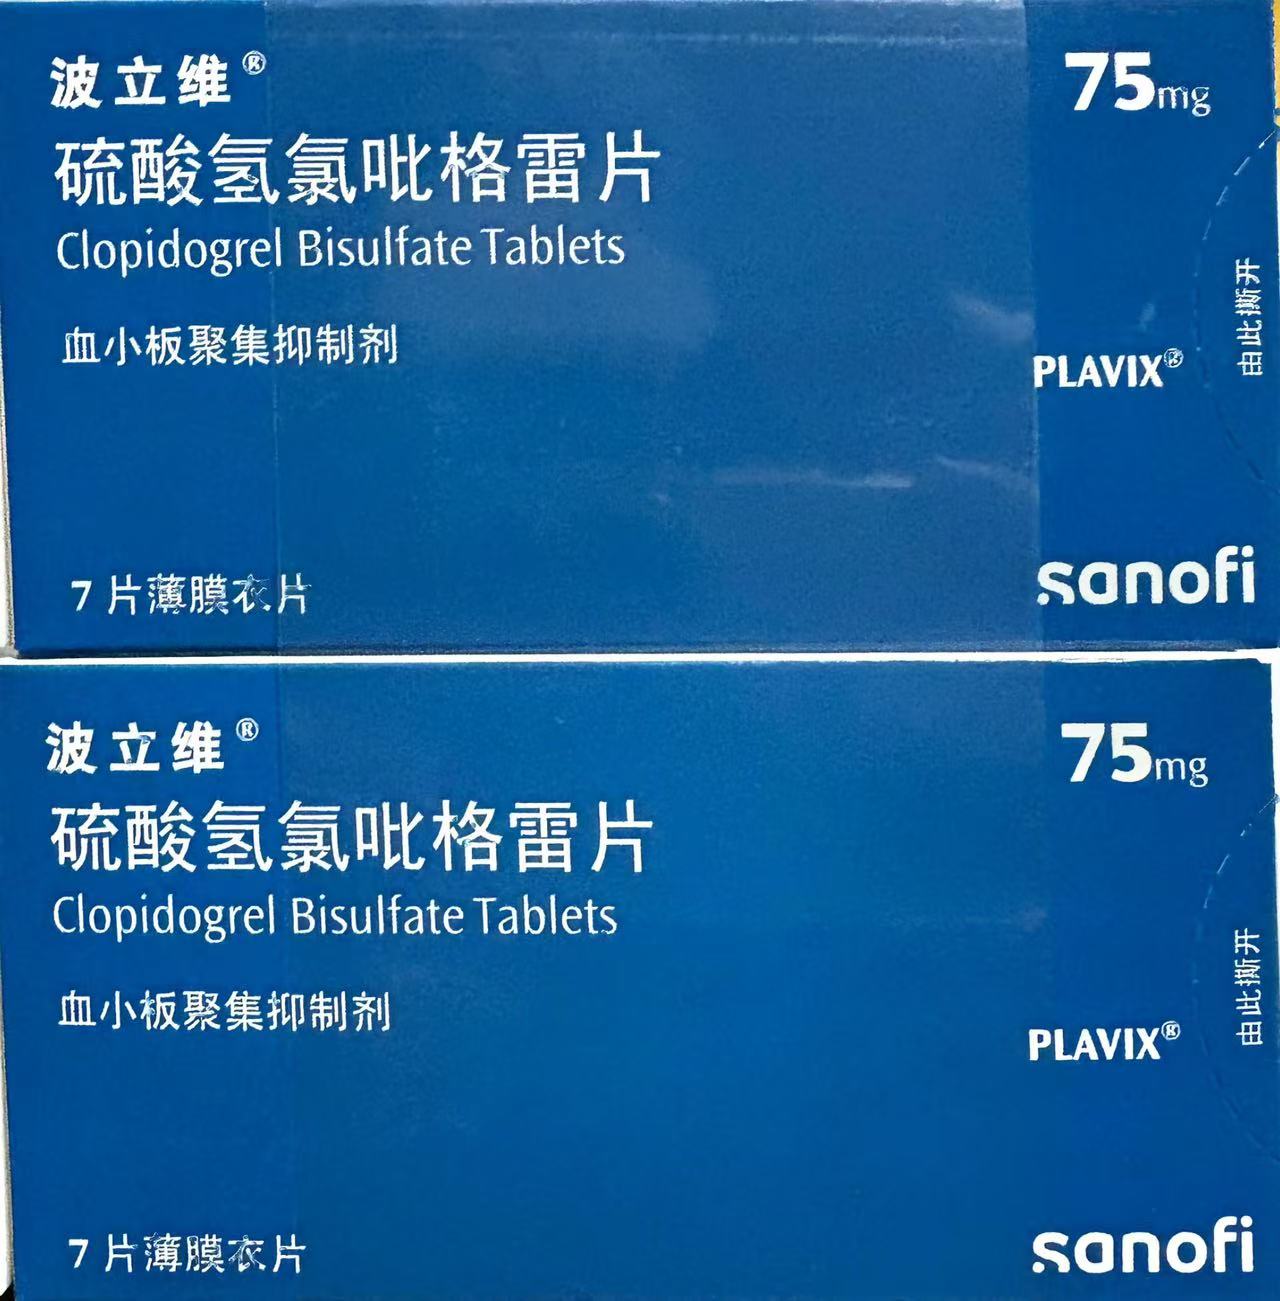 波立维®
75mg
硫酸氢氯吡格雷片
Clopidogrel Bisulfate Tablets
血小板聚集抑制剂
由此撕开
PLAVIX®
7 片薄膜衣片
sanofi
波立维®
75mg
硫酸氢氯吡格雷片
Clopidogrel Bisulfate Tablets
血小板聚集抑制剂
由此撕开
PLAVIX®
7 片薄膜衣片
sanofi